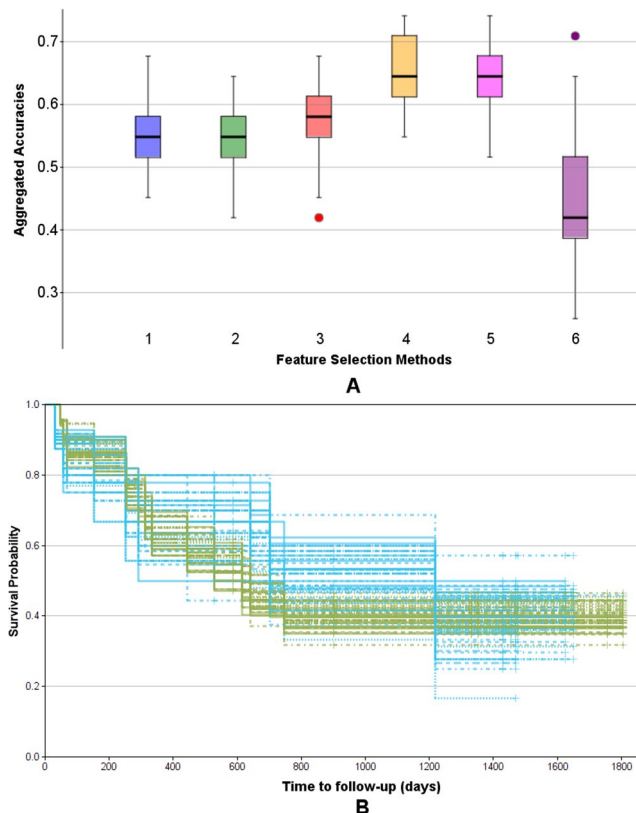 0.7
0.6
0.5
0.4
0.3
Aggregated Accuracies
1 2 3 4 5 6
Feature Selection Methods
A
1.0
0.8
0.6
0.4
0.2
0.0
Survival Probability
0 200 400 600 800 1000 1200 1400 1600 1800
Time to follow-up (days)
B